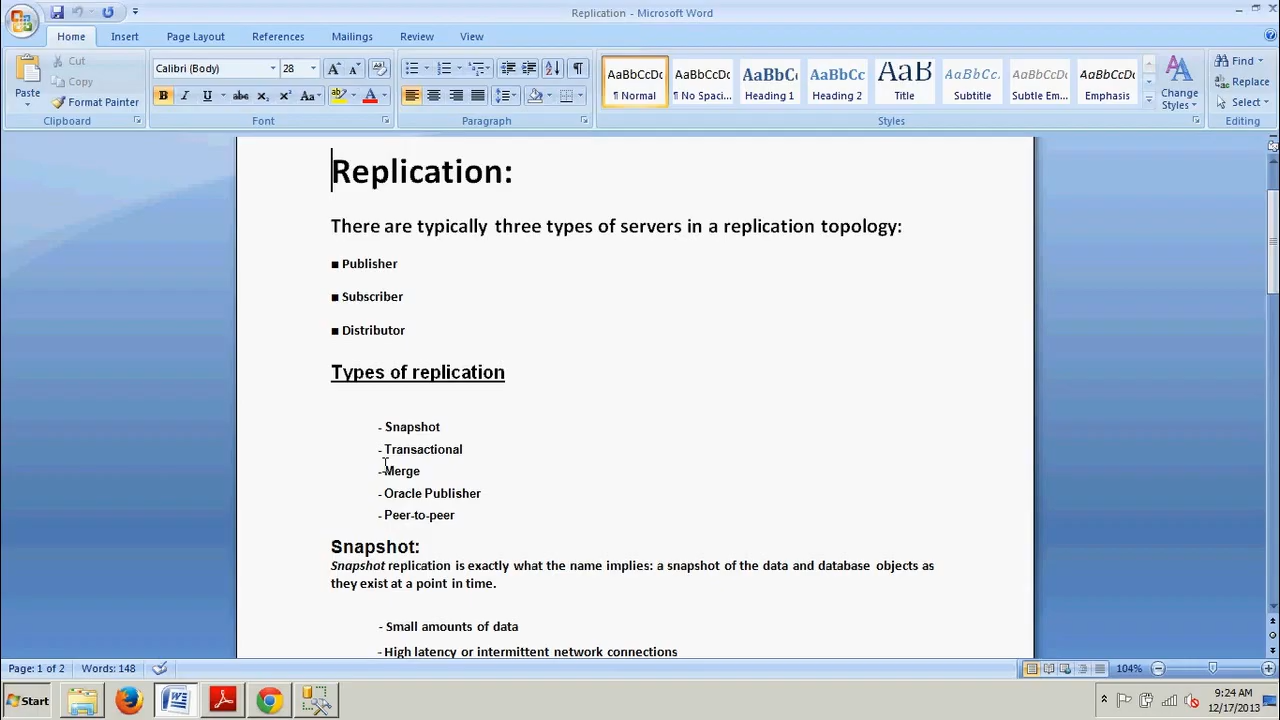 Replication - Microsoft Word
Home Insert Page Layout References Mailings Review View
Paste
Cut
Copy
Format Painter
Clipboard
Calibri (Body) 28
B I U abc x₂ x² Aa
Font
Paragraph
AaBbCcDc AaBbCcDc AaBbC AaBbCc AaB AaBbCc. AaBbCcDc AaBbCcDc
¶ Normal ¶ No Spaci... Heading 1 Heading 2 Title Subtitle Subtle Em... Emphasis
Change Styles
Styles
Find
Replace
Select
Editing
Replication:
There are typically three types of servers in a replication topology:
■ Publisher
■ Subscriber
■ Distributor
Types of replication
- Snapshot
- Transactional
- Merge
- Oracle Publisher
- Peer-to-peer
Snapshot:
Snapshot replication is exactly what the name implies: a snapshot of the data and database objects as
they exist at a point in time.
- Small amounts of data
- High latency or intermittent network connections
Page: 1 of 2 Words: 148 104%
Start
9:24 AM
12/17/2013